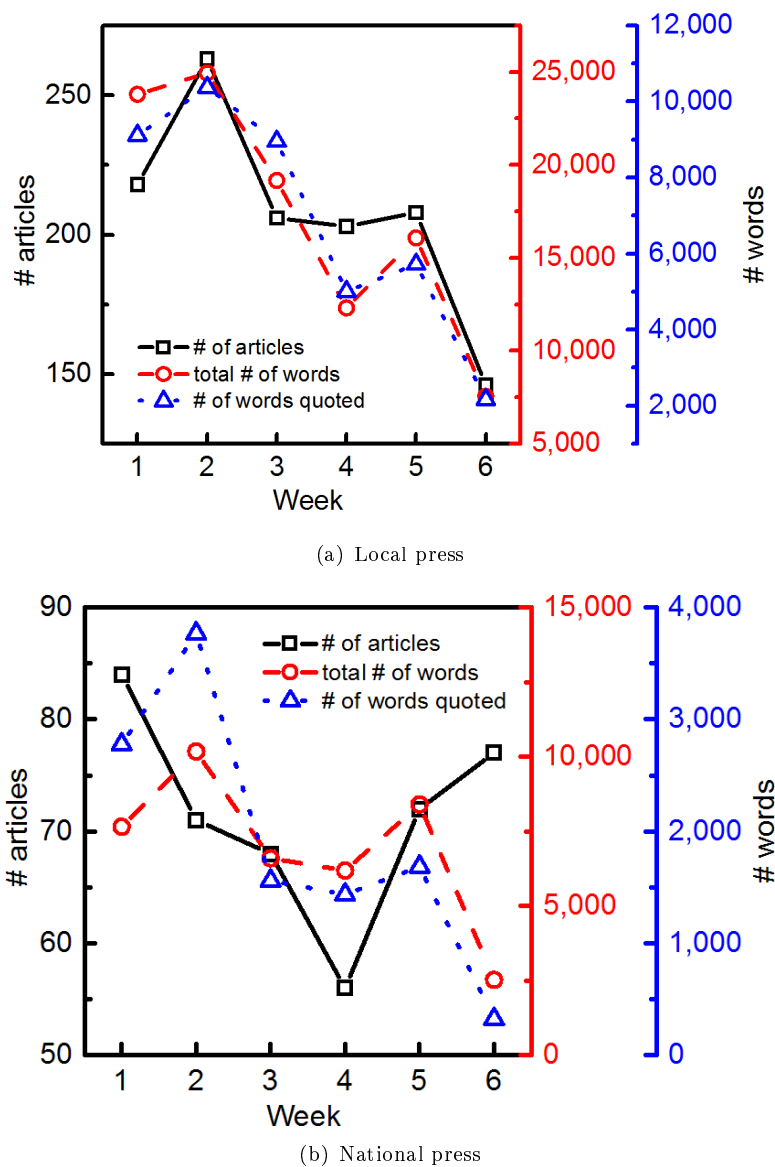 12,000
25,000
250
10,000
20,000
8,000
# articles
200
15,000
6,000
# words
4,000
# of articles
10,000
150
total # of words
# of words quoted
2,000
5,000
1 2 3 4 5 6
Week
(a) Local press
90
15,000
4,000
# of articles
total # of words
# of words quoted
80
3,000
10,000
# articles
70
2,000
# words
5,000
60
1,000
50
0
0
1 2 3 4 5 6
Week
(b) National press